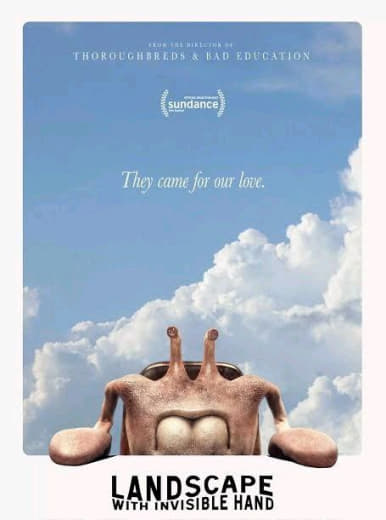 FROM THE DIRECTOR OF
THOROUGHBREDS & BAD EDUCATION
sundance
They came for our love.
LANDSCAPE
WITH INVISIBLE HAND